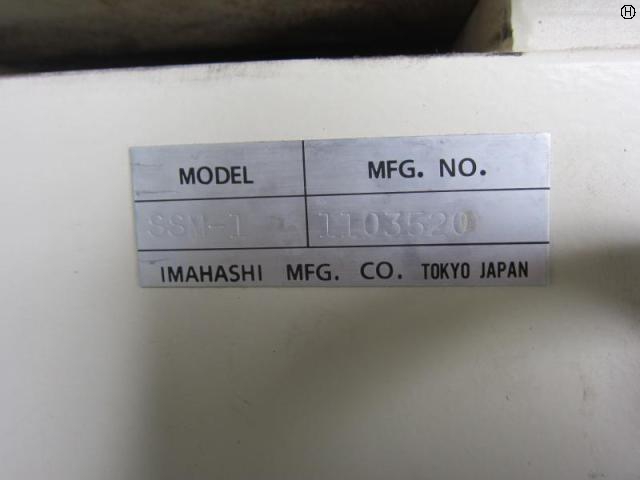 H
MODEL MFG. NO.
SSM-1 1103520
IMAHASHI MFG. CO. TOKYO JAPAN